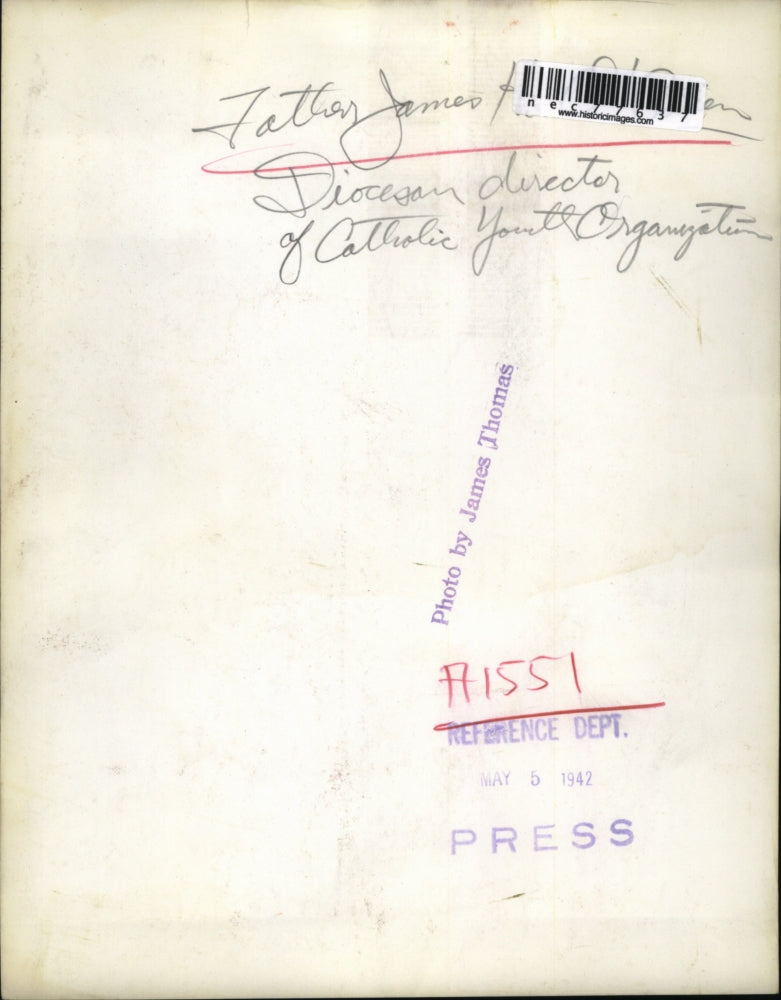 Father James
nec77637
www.historicimages.com
Diocesan director
of Catholic Youth Organization
Photo by James Thomas
A1551
REFERENCE DEPT.
MAY 5 1942
PRESS